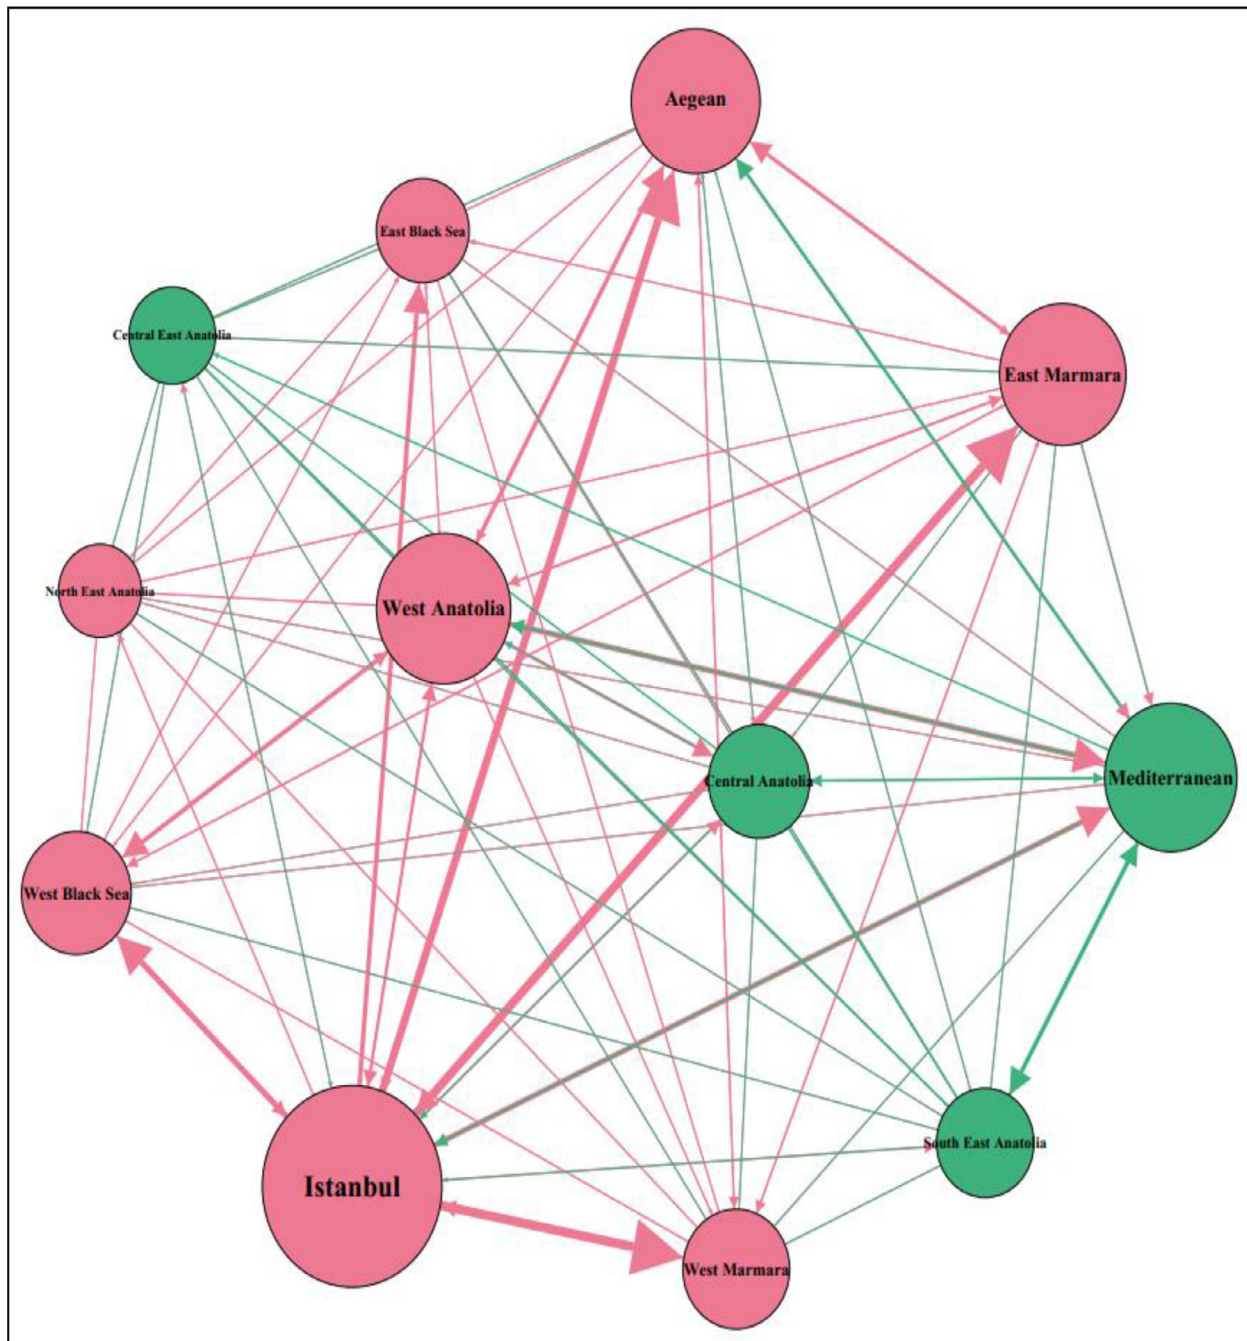 Aegean
East Black Sea
Central East Anatolia
East Marmara
North East Anatolia
West Anatolia
Central Anatolia
Mediterranean
West Black Sea
South East Anatolia
Istanbul
West Marmara